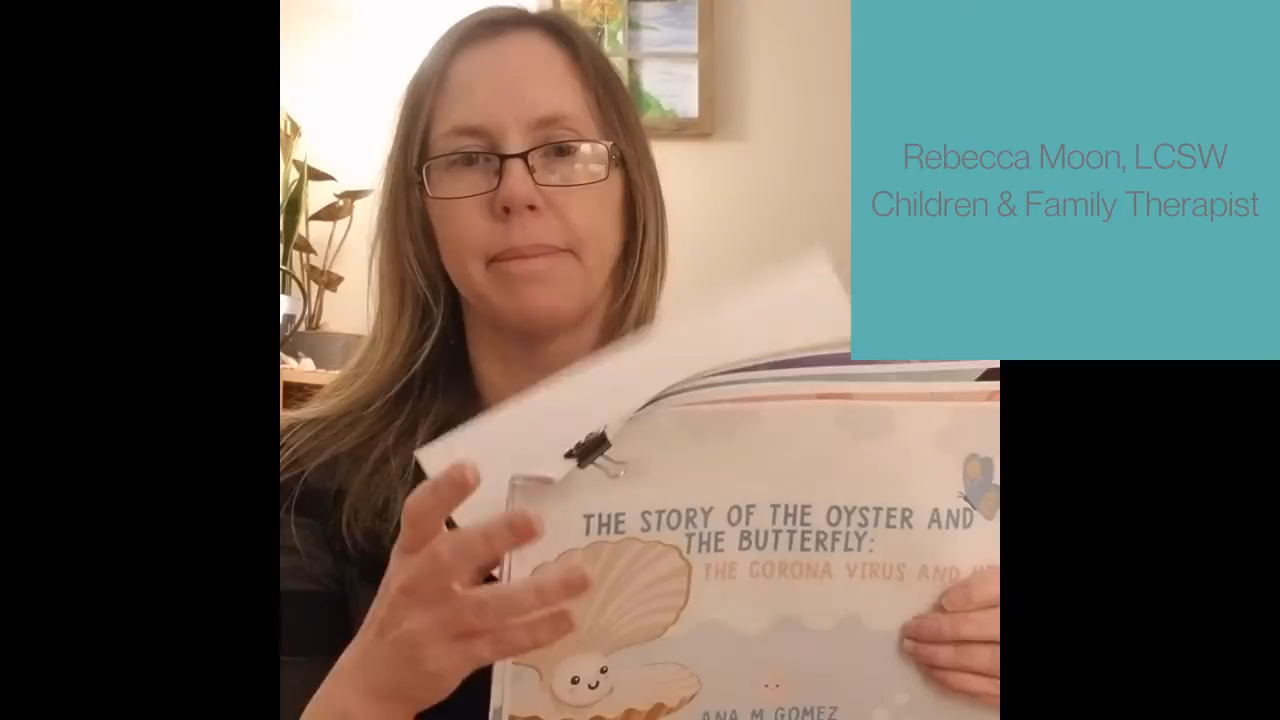 Rebecca Moon, LCSW
Children & Family Therapist
THE STORY OF THE OYSTER AND
THE BUTTERFLY:
THE CORONA VIRUS AND
ANA M GOMEZ